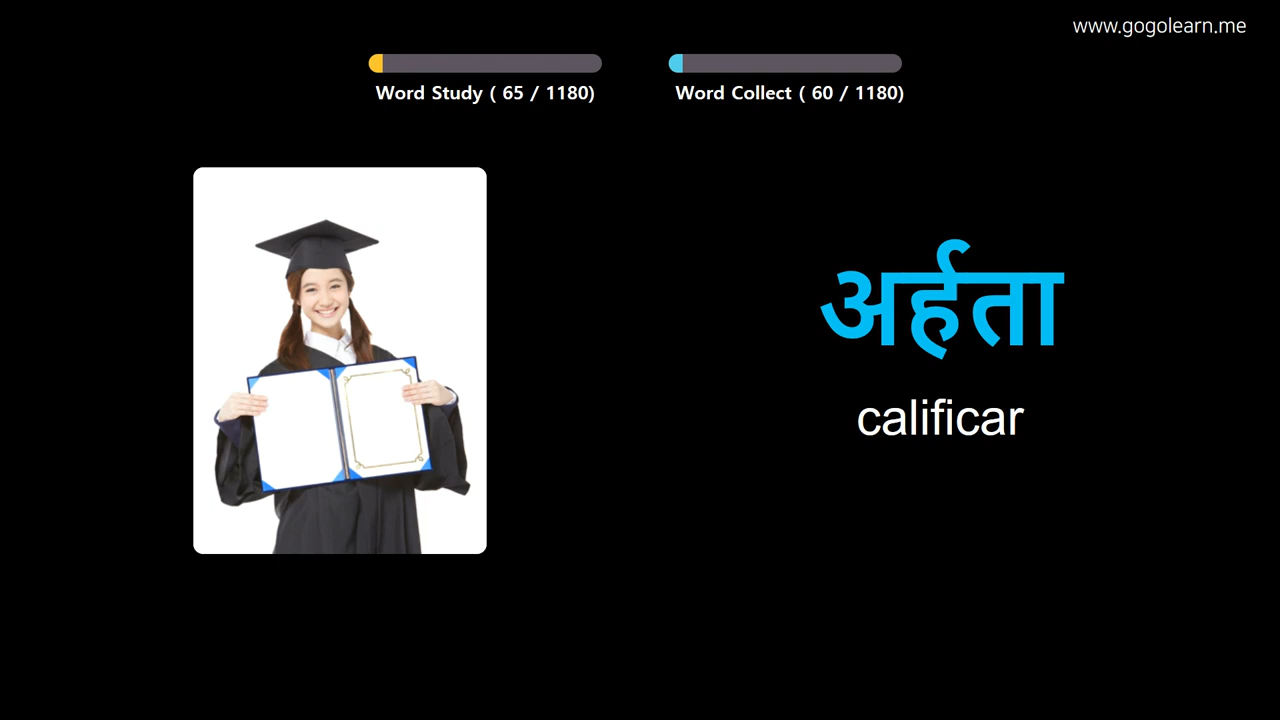 www.gogolearn.me
Word Study ( 65 / 1180)
Word Collect ( 60 / 1180)
अर्हता
calificar